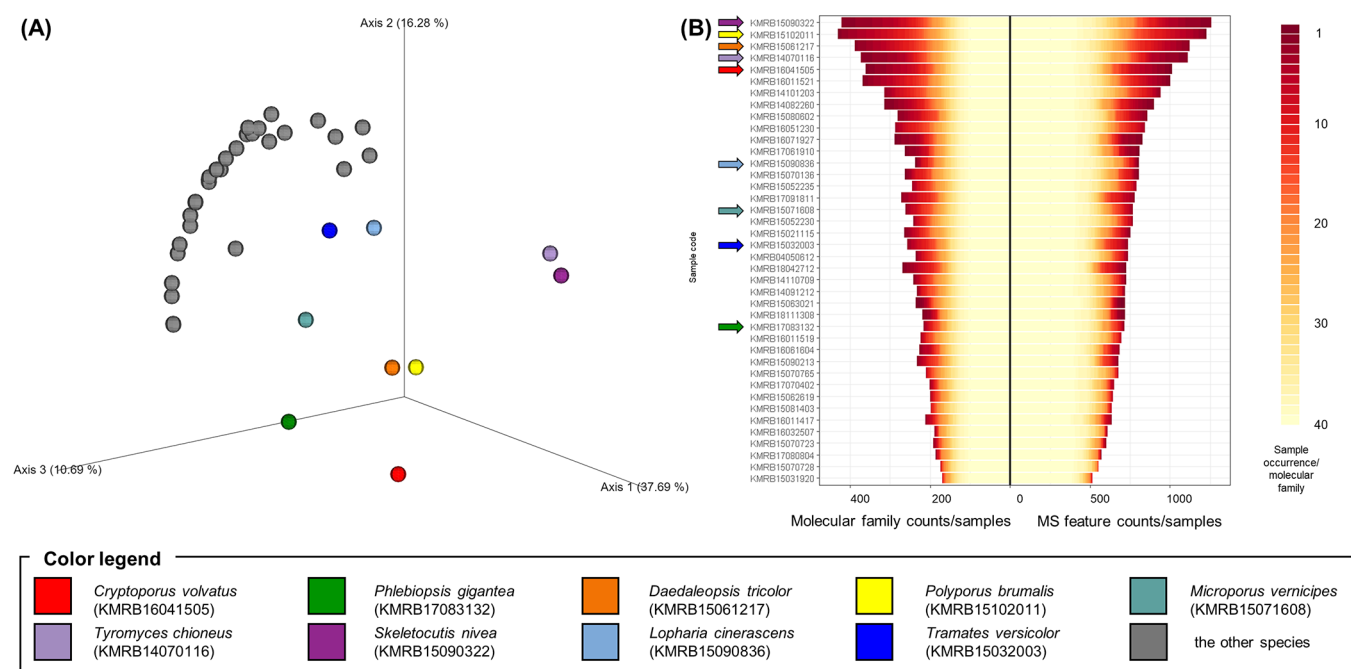 (A)
Axis 2 (16.28 %)
Axis 3 (10.69 %)
Axis 1 (37.69 %)
(B)
Sample code
KMRB15090322
KMRB15102011
KMRB15061217
KMRB14070116
KMRB16041505
KMRB16011521
KMRB14101203
KMRB14082260
KMRB15080602
KMRB16051230
KMRB16071927
KMRB17061910
KMRB15090836
KMRB15070136
KMRB15052235
KMRB17091811
KMRB15071608
KMRB15052230
KMRB15021115
KMRB15032003
KMRB04050612
KMRB18042712
KMRB14110709
KMRB14091212
KMRB15063021
KMRB18111308
KMRB17083132
KMRB16011519
KMRB16061604
KMRB15090213
KMRB15070765
KMRB17070402
KMRB15062619
KMRB15081403
KMRB16011417
KMRB16032507
KMRB15070723
KMRB17080804
KMRB15070728
KMRB15031920
400 200 0 500 1000
Molecular family counts/samples MS feature counts/samples
1
10
20
30
40
Sample
occurrence/
molecular
family
Color legend
Cryptoporus volvatus
(KMRB16041505)
Phlebiopsis gigantea
(KMRB17083132)
Daedaleopsis tricolor
(KMRB15061217)
Polyporus brumalis
(KMRB15102011)
Microporus vernicipes
(KMRB15071608)
Tyromyces chioneus
(KMRB14070116)
Skeletocutis nivea
(KMRB15090322)
Lopharia cinerascens
(KMRB15090836)
Tramates versicolor
(KMRB15032003)
the other species